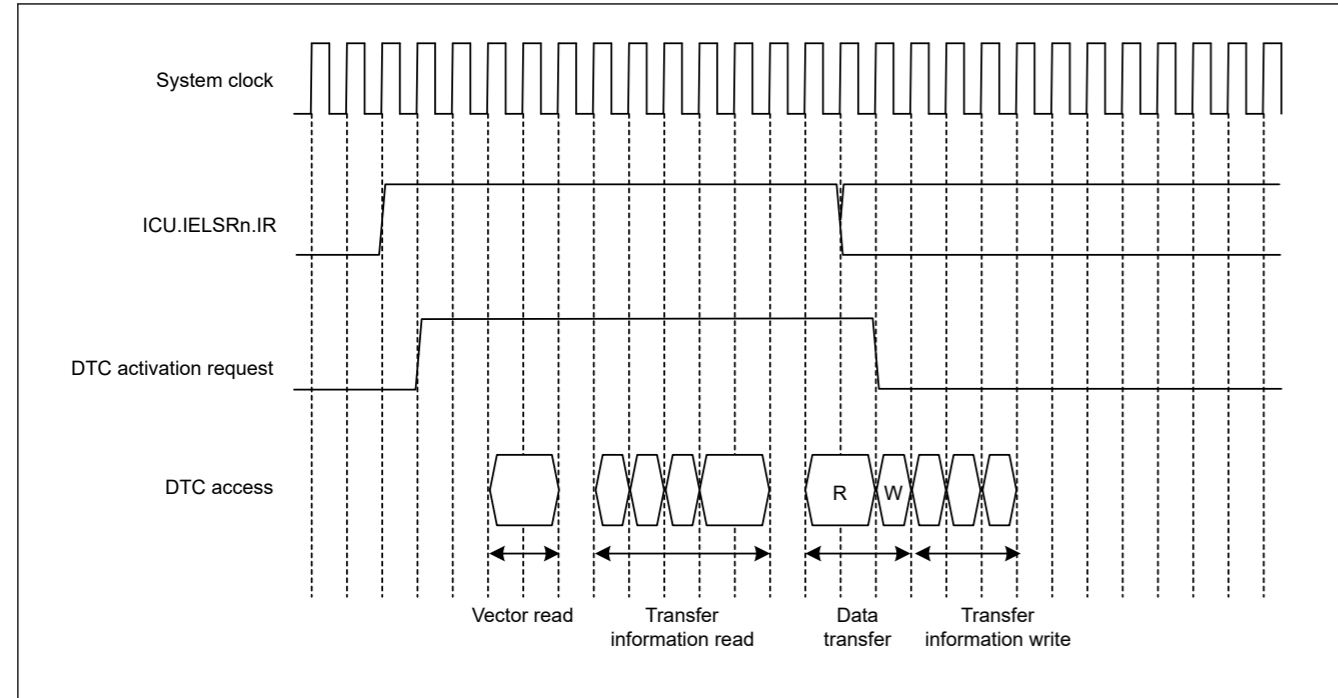 System clock
ICU.IELSRn.IR
DTC activation request
DTC access
R
W
Vector read
Transfer
information read
Data
transfer
Transfer
information write